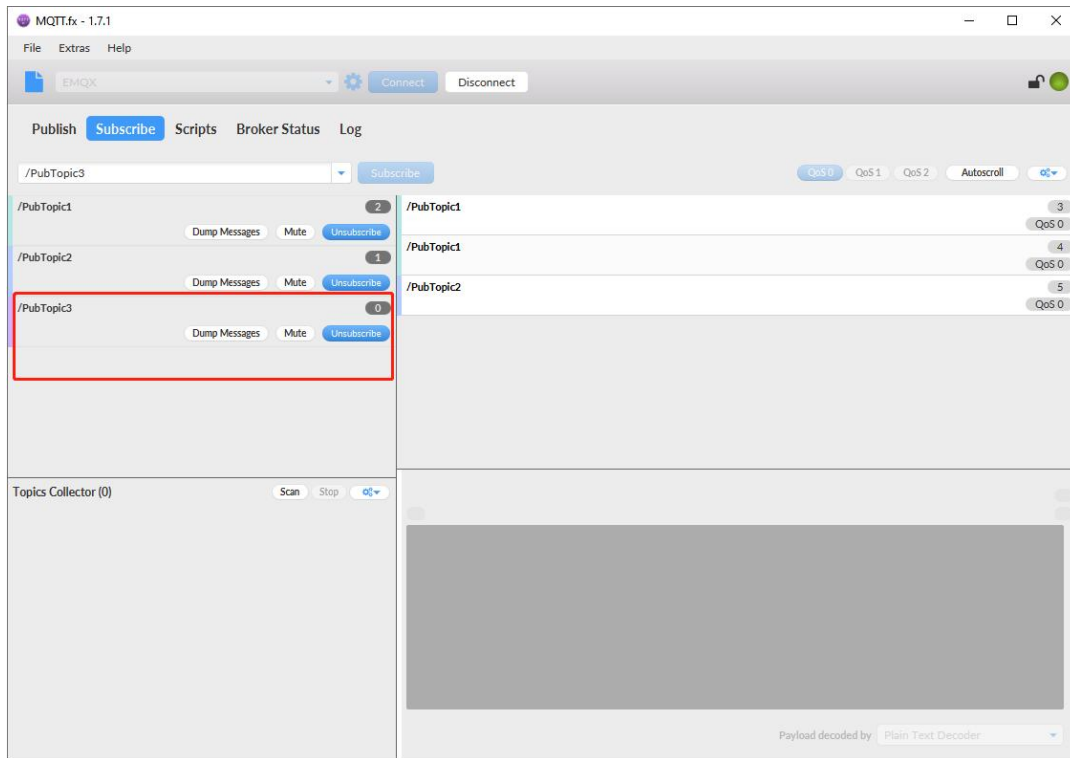 MQTT.fx - 1.7.1
File Extras Help
EMQX Connect Disconnect
Publish Subscribe Scripts Broker Status Log
/PubTopic3 Subscribe QoS 0 QoS 1 QoS 2 Autoscroll
/PubTopic1 2
Dump Messages Mute Unsubscribe
/PubTopic2 1
Dump Messages Mute Unsubscribe
/PubTopic3 0
Dump Messages Mute Unsubscribe
/PubTopic1 3
QoS 0
/PubTopic1 4
QoS 0
/PubTopic2 5
QoS 0
Topics Collector (0) Scan Stop
Payload decoded by Plain Text Decoder